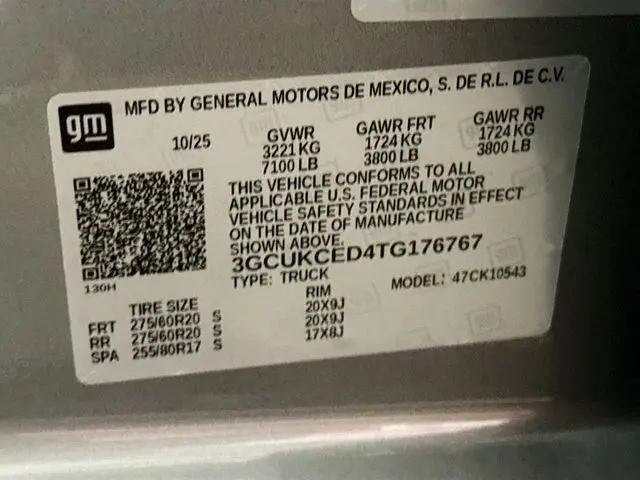 gm
MFD BY GENERAL MOTORS DE MEXICO, S. DE R.L. DE C.V.
10/25 GVWR GAWR FRT GAWR RR
3221 KG 1724 KG 1724 KG
7100 LB 3800 LB 3800 LB
THIS VEHICLE CONFORMS TO ALL
APPLICABLE U.S. FEDERAL MOTOR
VEHICLE SAFETY STANDARDS IN EFFECT
ON THE DATE OF MANUFACTURE
SHOWN ABOVE.
3GCUKCED4TG176767
TYPE: TRUCK MODEL: 47CK10543
130H
TIRE SIZE RIM
FRT 275/60R20 S 20X9J
RR 275/60R20 S 20X9J
SPA 255/80R17 S 17X8J